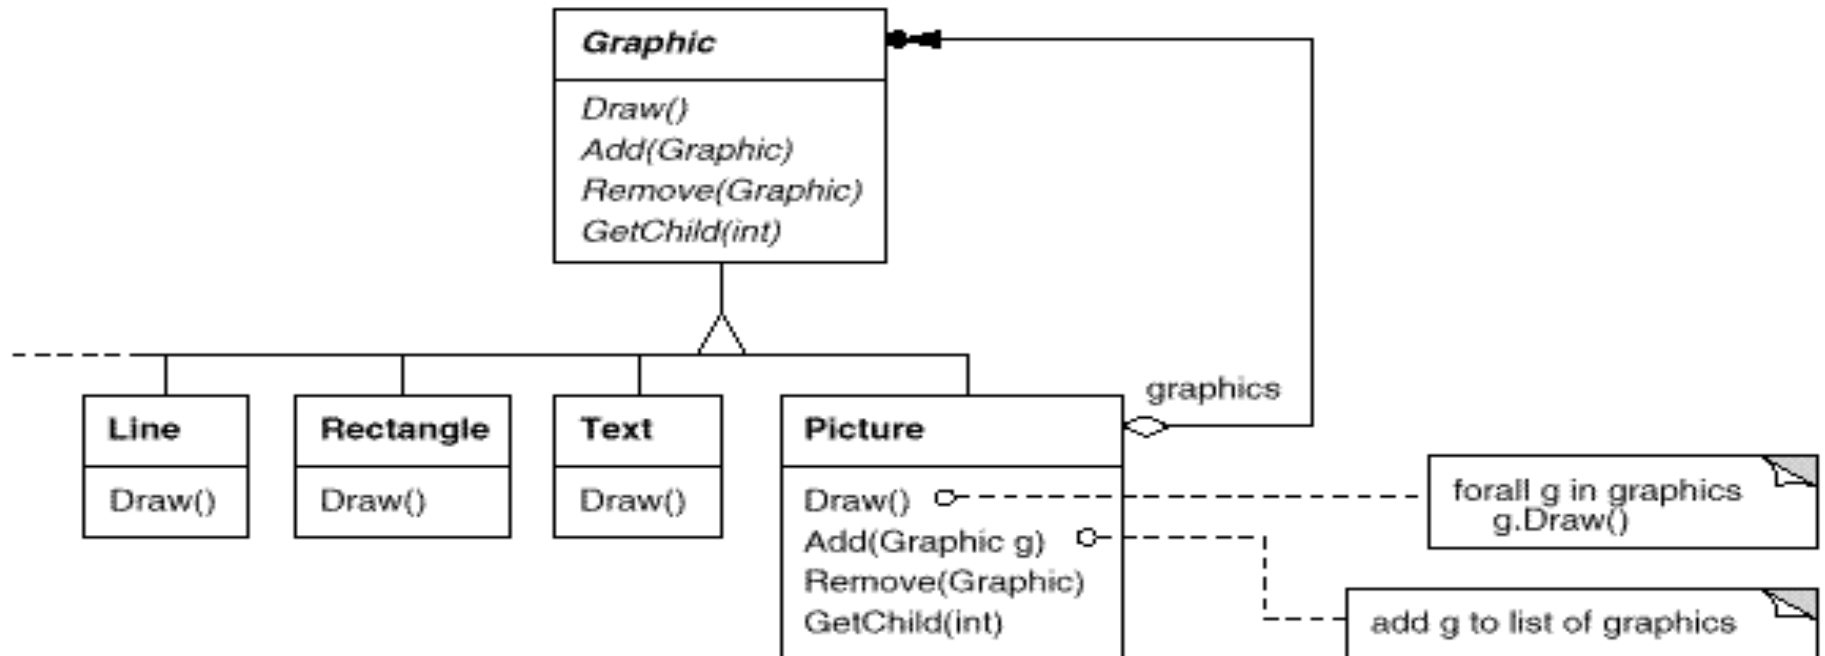 Graphic
Draw()
Add(Graphic)
Remove(Graphic)
GetChild(int)
graphics
Line
Draw()
Rectangle
Draw()
Text
Draw()
Picture
Draw()
Add(Graphic g)
Remove(Graphic)
GetChild(int)
forall g in graphics
g.Draw()
add g to list of graphics